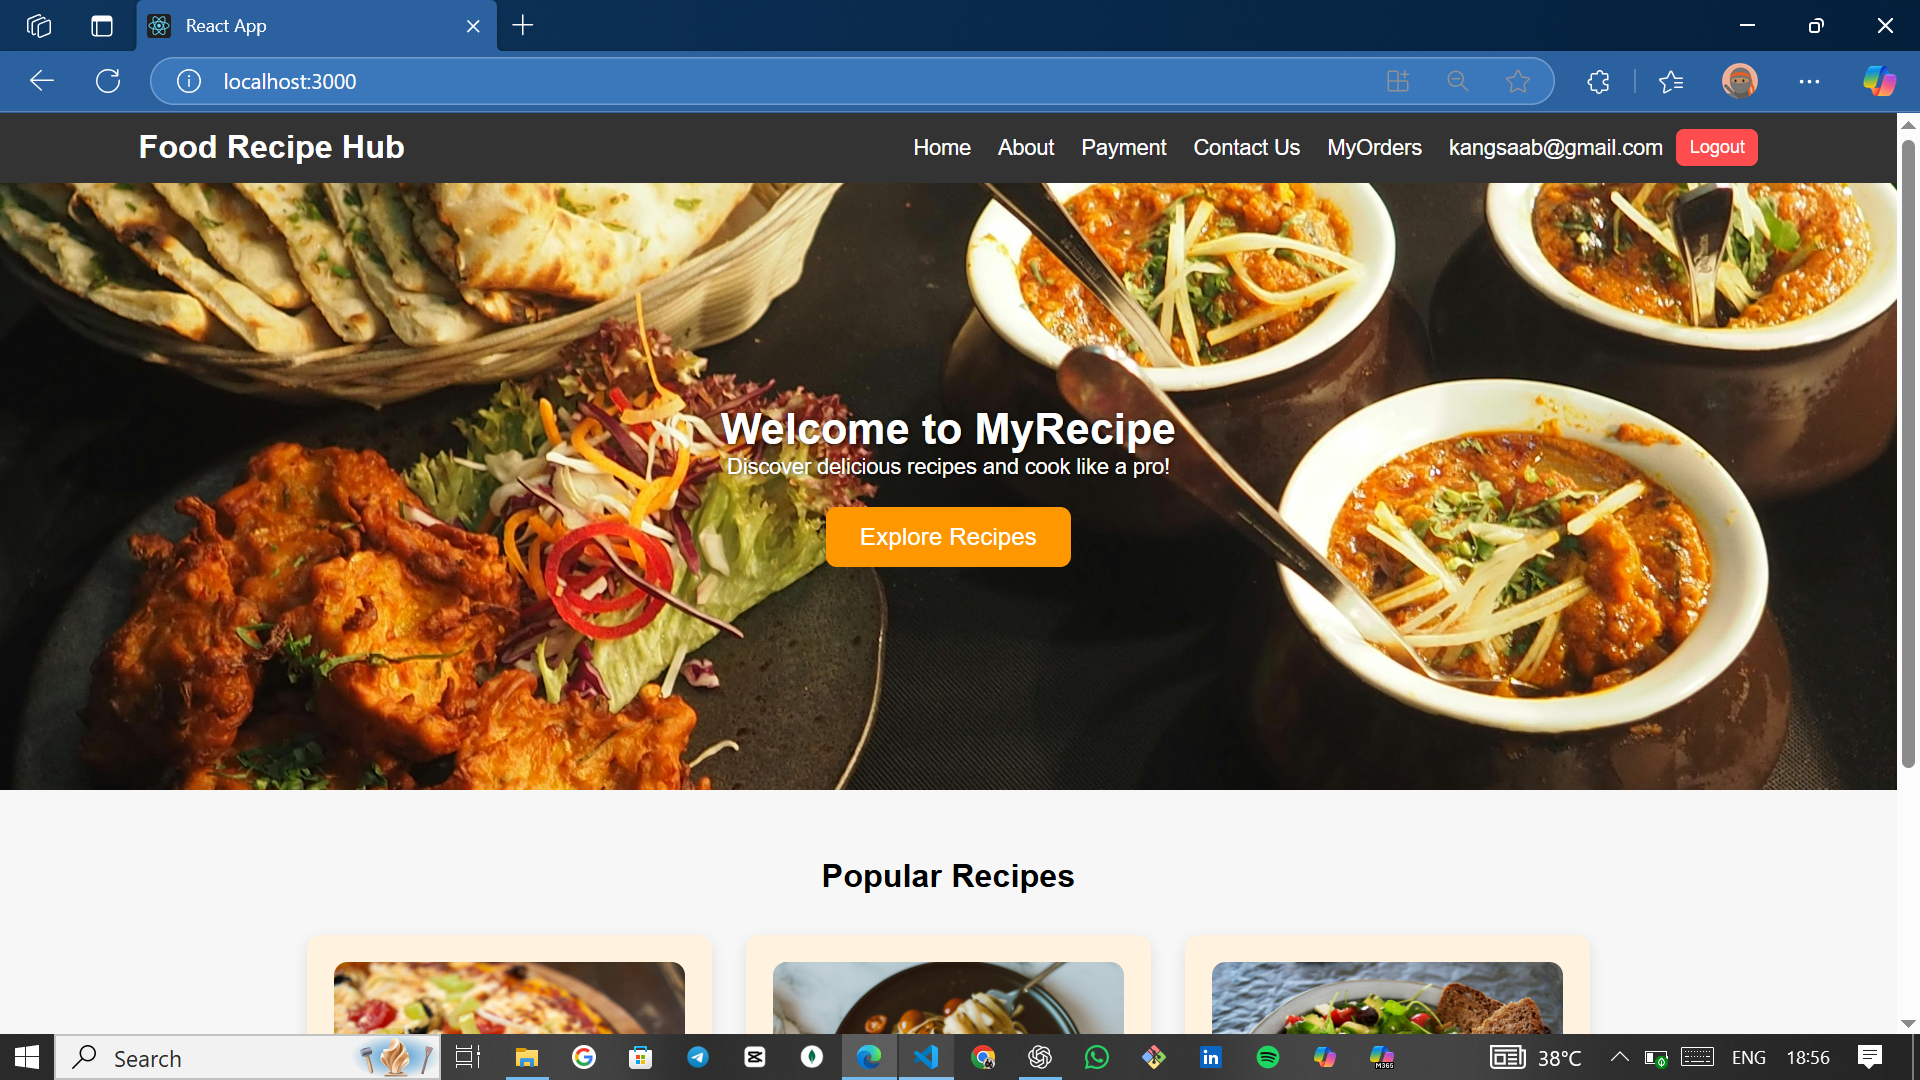 React App
localhost:3000
Food Recipe Hub
Home About Payment Contact Us MyOrders kangsaab@gmail.com Logout
Welcome to MyRecipe
Discover delicious recipes and cook like a pro!
Explore Recipes
Popular Recipes
Search
M365
38°C
ENG
18:56